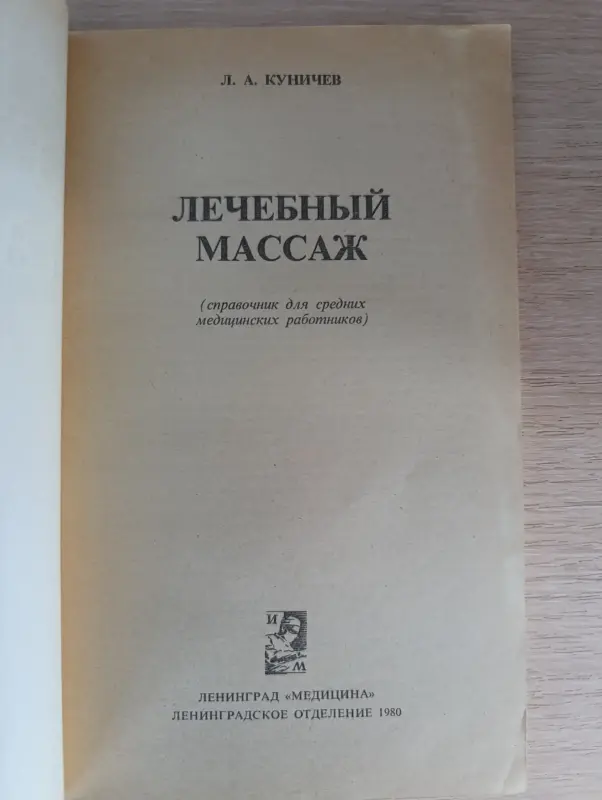 Л. А. КУНИЧЕВ
ЛЕЧЕБНЫЙ
МАССАЖ
(справочник для средних
медицинских работников)
И
М
ЛЕНИНГРАД «МЕДИЦИНА»
ЛЕНИНГРАДСКОЕ ОТДЕЛЕНИЕ 1980